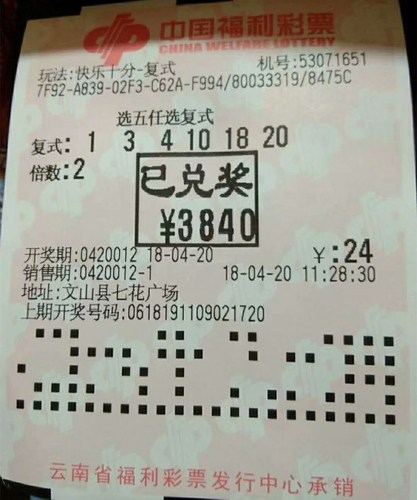 中国福利彩票
CHINA WELFARE LOTTERY
玩法:快乐十分-复式 机号:53071651
7F92-A839-02F3-C62A-F994/80033319/8475C
选五任选复式
复式: 1 3 4 10 18 20
倍数:2
已兑奖
¥3840
开奖期:0420012 18-04-20 ¥:24
销售期:0420012-1 18-04-20 11:28:30
地址:文山县七花广场
上期开奖号码:0618191109021720
云南省福利彩票发行中心承销